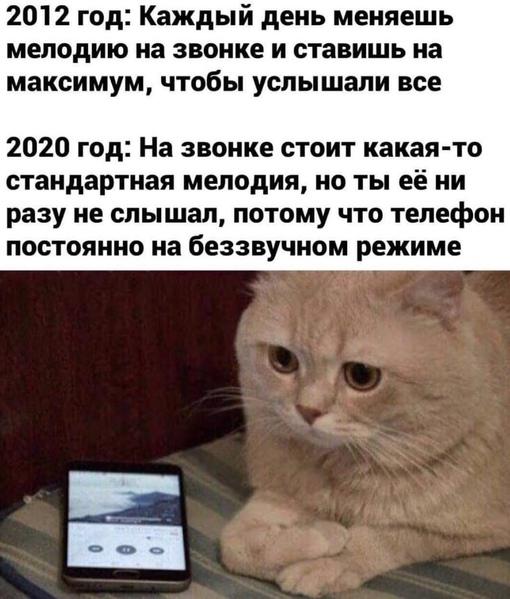 2012 год: Каждый день меняешь
мелодию на звонке и ставишь на
максимум, чтобы услышали все
2020 год: На звонке стоит какая-то
стандартная мелодия, но ты её ни
разу не слышал, потому что телефон
постоянно на беззвучном режиме